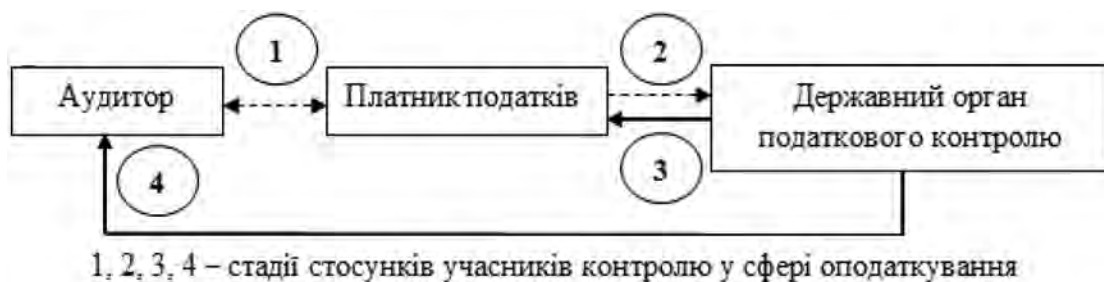 1
2
Аудитор
Платник податків
Державний орган
податкового контролю
4
3
1, 2, 3, 4 – стадії стосунків учасників контролю у сфері оподаткування